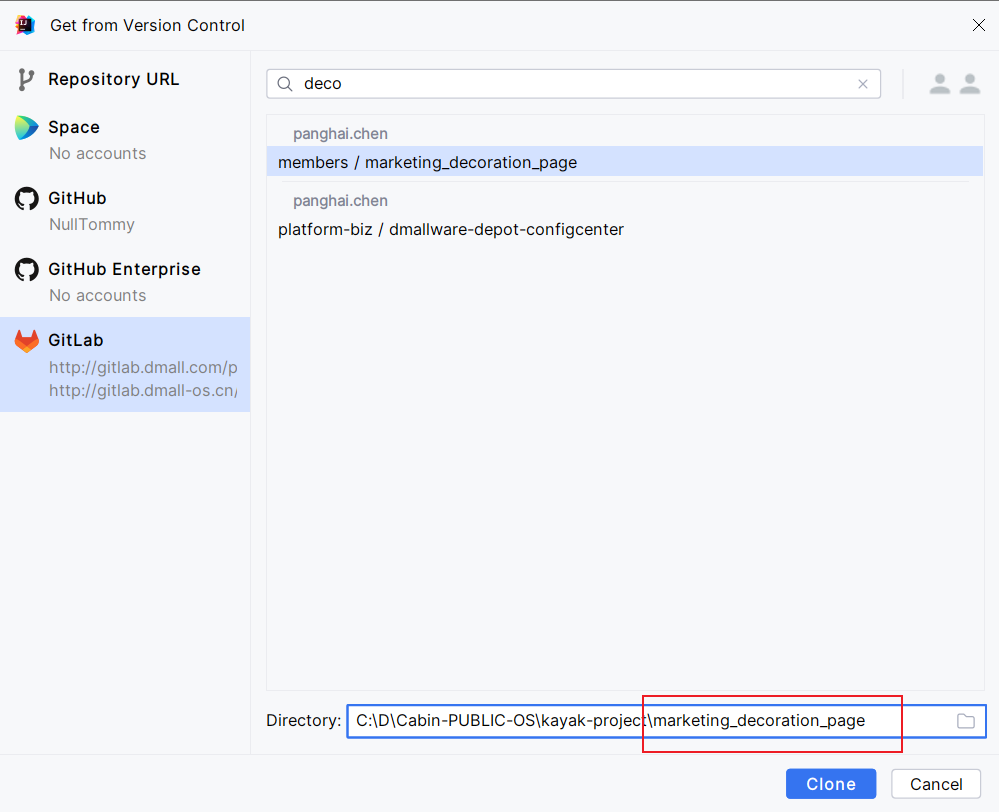 Get from Version Control
Repository URL
Space
No accounts
GitHub
NullTommy
GitHub Enterprise
No accounts
GitLab
http://gitlab.dmall.com/p
http://gitlab.dmall-os.cn/
deco
panghai.chen
members / marketing_decoration_page
panghai.chen
platform-biz / dmallware-depot-configcenter
Directory: C:\D\Cabin-PUBLIC-OS\kayak-project\marketing_decoration_page
Clone Cancel